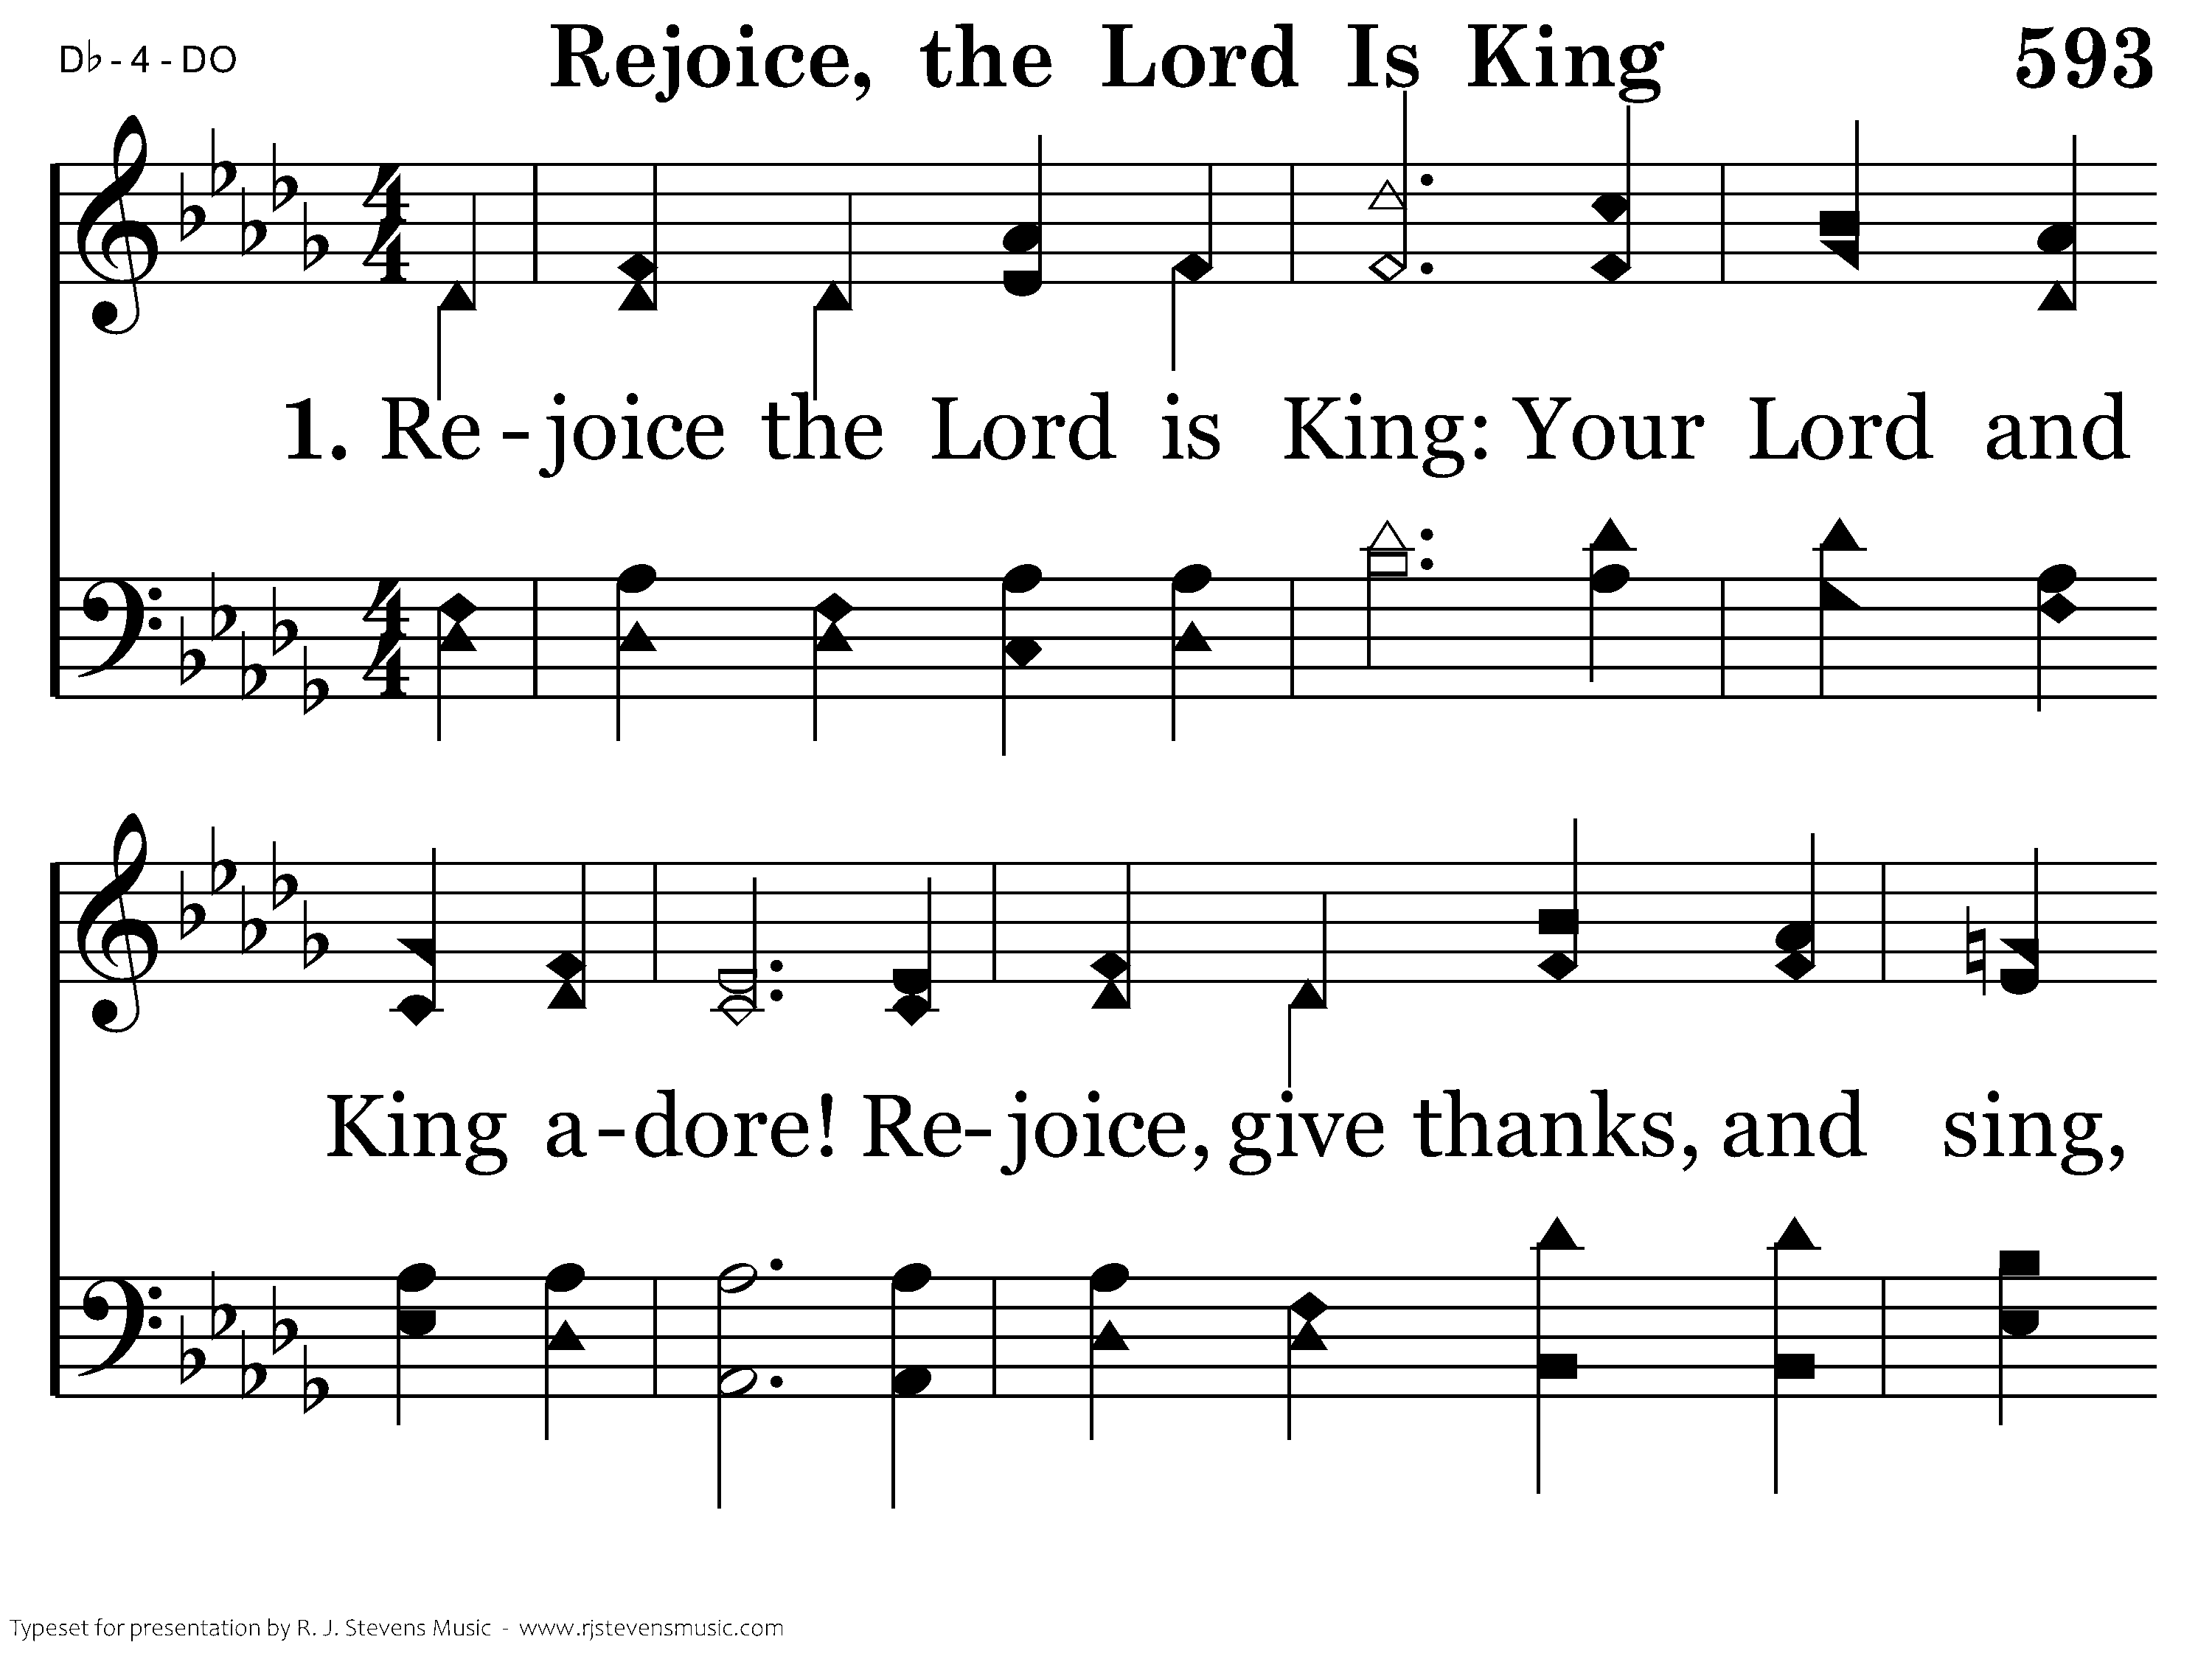 D♭ - 4 - DO Rejoice, the Lord Is King 593
1. Re - joice the Lord is King: Your Lord and
King a - dore! Re- joice, give thanks, and sing,
Typeset for presentation by R. J. Stevens Music - www.rjstevensmusic.com